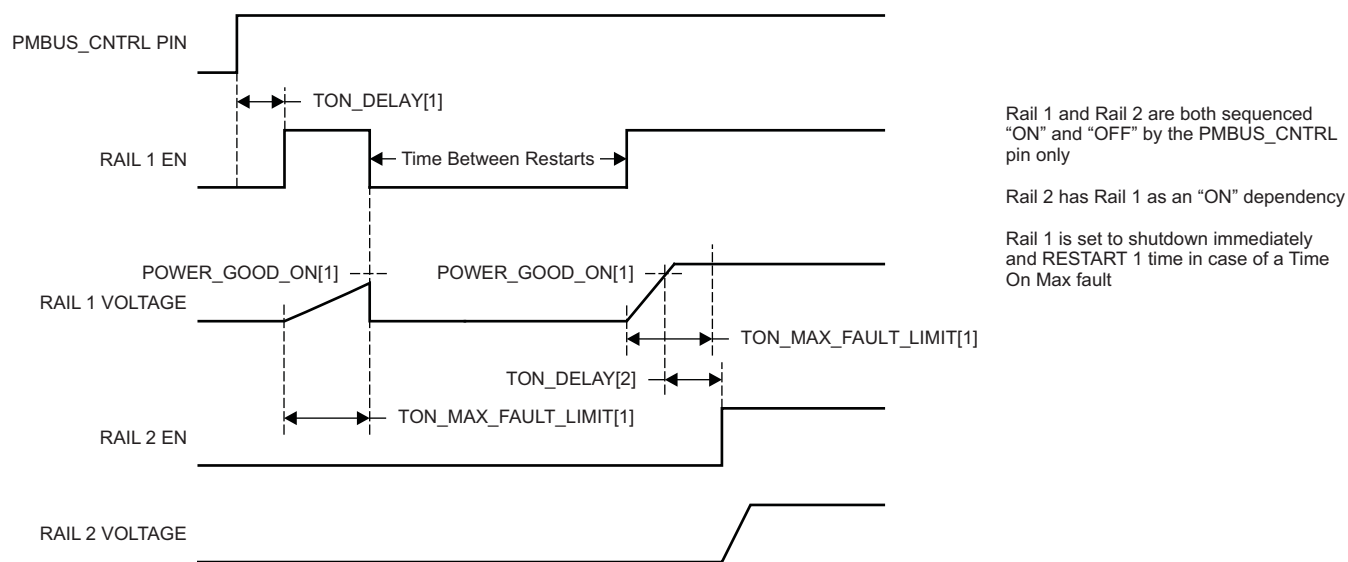 PMBUS_CNTRL PIN
TON_DELAY[1]
RAIL 1 EN
Time Between Restarts
POWER_GOOD_ON[1]
POWER_GOOD_ON[1]
RAIL 1 VOLTAGE
TON_MAX_FAULT_LIMIT[1]
TON_DELAY[2]
TON_MAX_FAULT_LIMIT[1]
RAIL 2 EN
RAIL 2 VOLTAGE
Rail 1 and Rail 2 are both sequenced
“ON” and “OFF” by the PMBUS_CNTRL
pin only
Rail 2 has Rail 1 as an “ON” dependency
Rail 1 is set to shutdown immediately
and RESTART 1 time in case of a Time
On Max fault